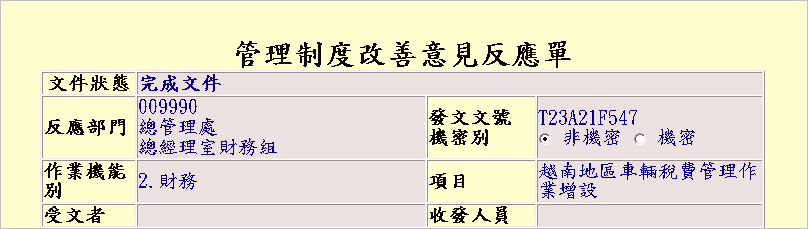 管理制度改善意見反應單
文件狀態 完成文件
反應部門 009990
總管理處
總經理室財務組
發文文號 T23A21F547
機密別 非機密 機密
作業機能別 2.財務
項目 越南地區車輛稅費管理作
業增設
受文者 收發人員